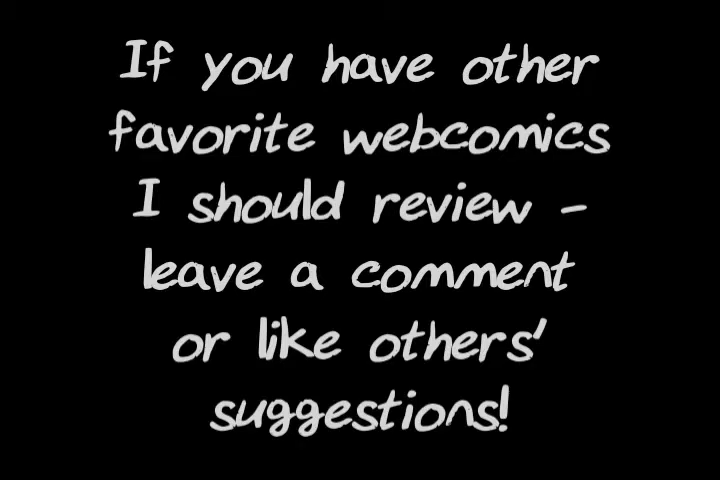 If you have other
favorite webcomics
I should review -
leave a comment
or like others'
suggestions!